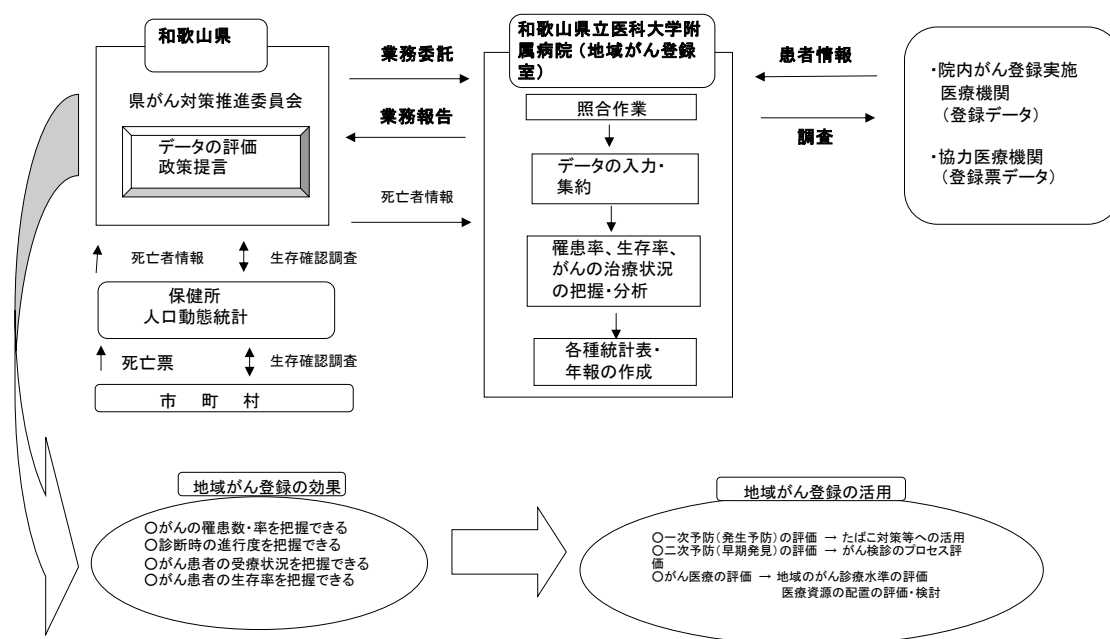 和歌山県
県がん対策推進委員会
データの評価
政策提言
業務委託
業務報告
死亡者情報
和歌山県立医科大学附
属病院（地域がん登録
室）
照合作業
データの入力・
集約
罹患率、生存率、
がんの治療状況
の把握・分析
各種統計表・
年報の作成
患者情報
調査
・院内がん登録実施
医療機関
（登録データ）
・協力医療機関
（登録票データ）
死亡者情報
生存確認調査
保健所
人口動態統計
死亡票
生存確認調査
市 町 村
地域がん登録の効果
○がんの罹患数・率を把握できる
○診断時の進行度を把握できる
○がん患者の受療状況を把握できる
○がん患者の生存率を把握できる
地域がん登録の活用
○一次予防（発生予防）の評価 → たばこ対策等への活用
○二次予防（早期発見）の評価 → がん検診のプロセス評
価
○がん医療の評価 → 地域のがん診療水準の評価
医療資源の配置の評価・検討